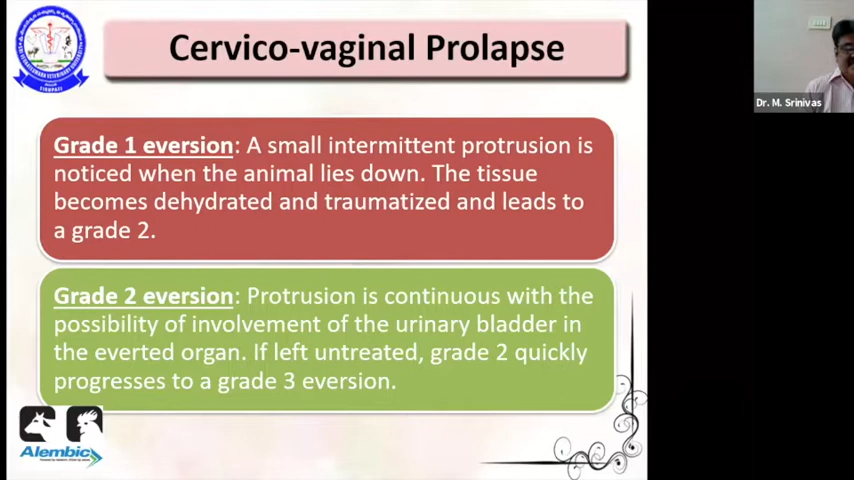 Cervico-vaginal Prolapse
Grade 1 eversion: A small intermittent protrusion is
noticed when the animal lies down. The tissue
becomes dehydrated and traumatized and leads to
a grade 2.
Grade 2 eversion: Protrusion is continuous with the
possibility of involvement of the urinary bladder in
the everted organ. If left untreated, grade 2 quickly
progresses to a grade 3 eversion.
Alembic
TIRUPATI
Dr. M. Srinivas